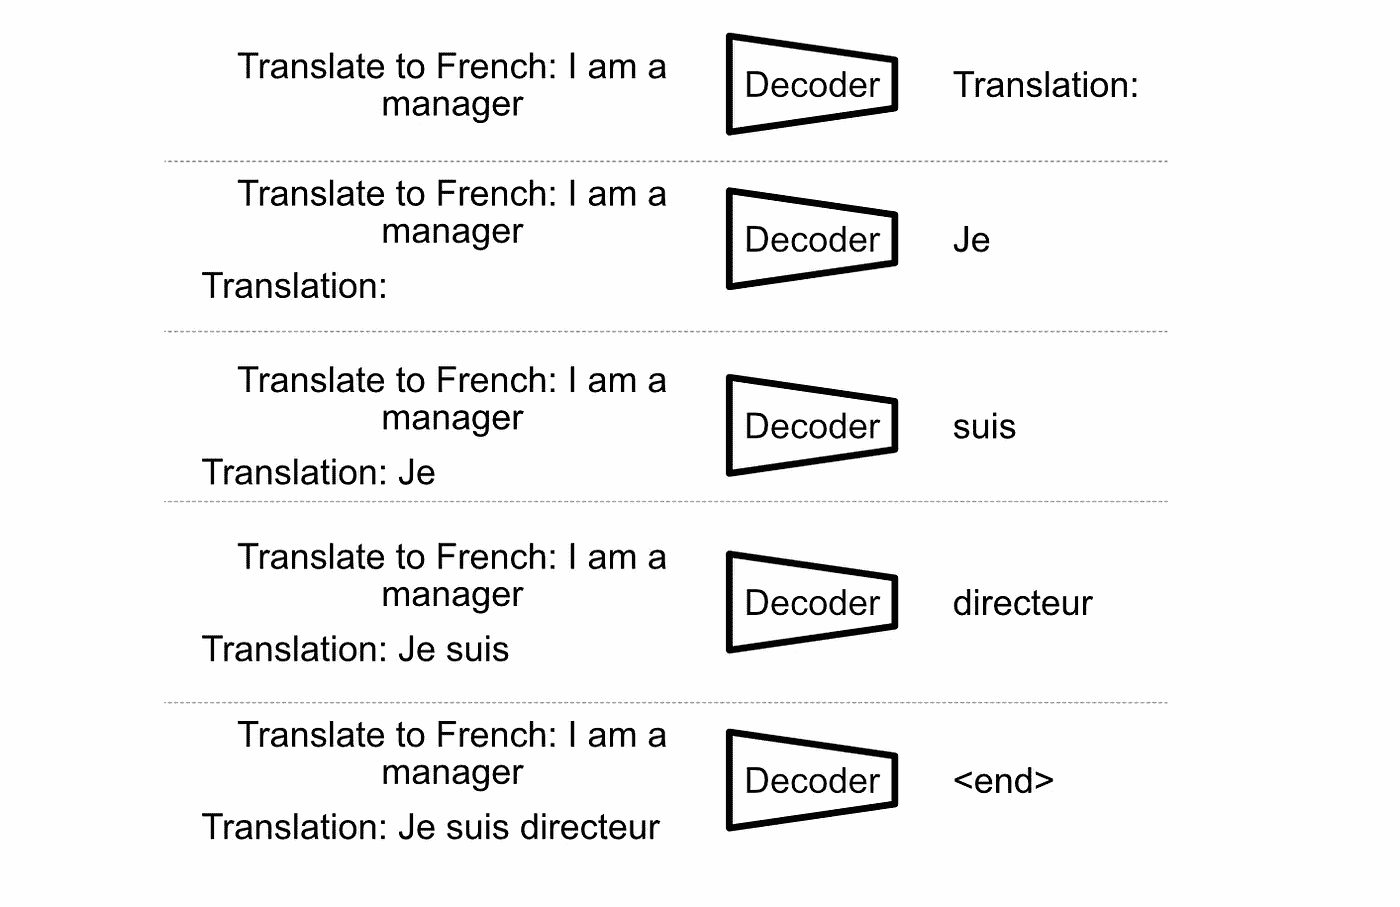 Translate to French: I am a
manager
Decoder
Translation:
Translate to French: I am a
manager
Translation:
Decoder
Je
Translate to French: I am a
manager
Translation: Je
Decoder
suis
Translate to French: I am a
manager
Translation: Je suis
Decoder
directeur
Translate to French: I am a
manager
Translation: Je suis directeur
Decoder
<end>